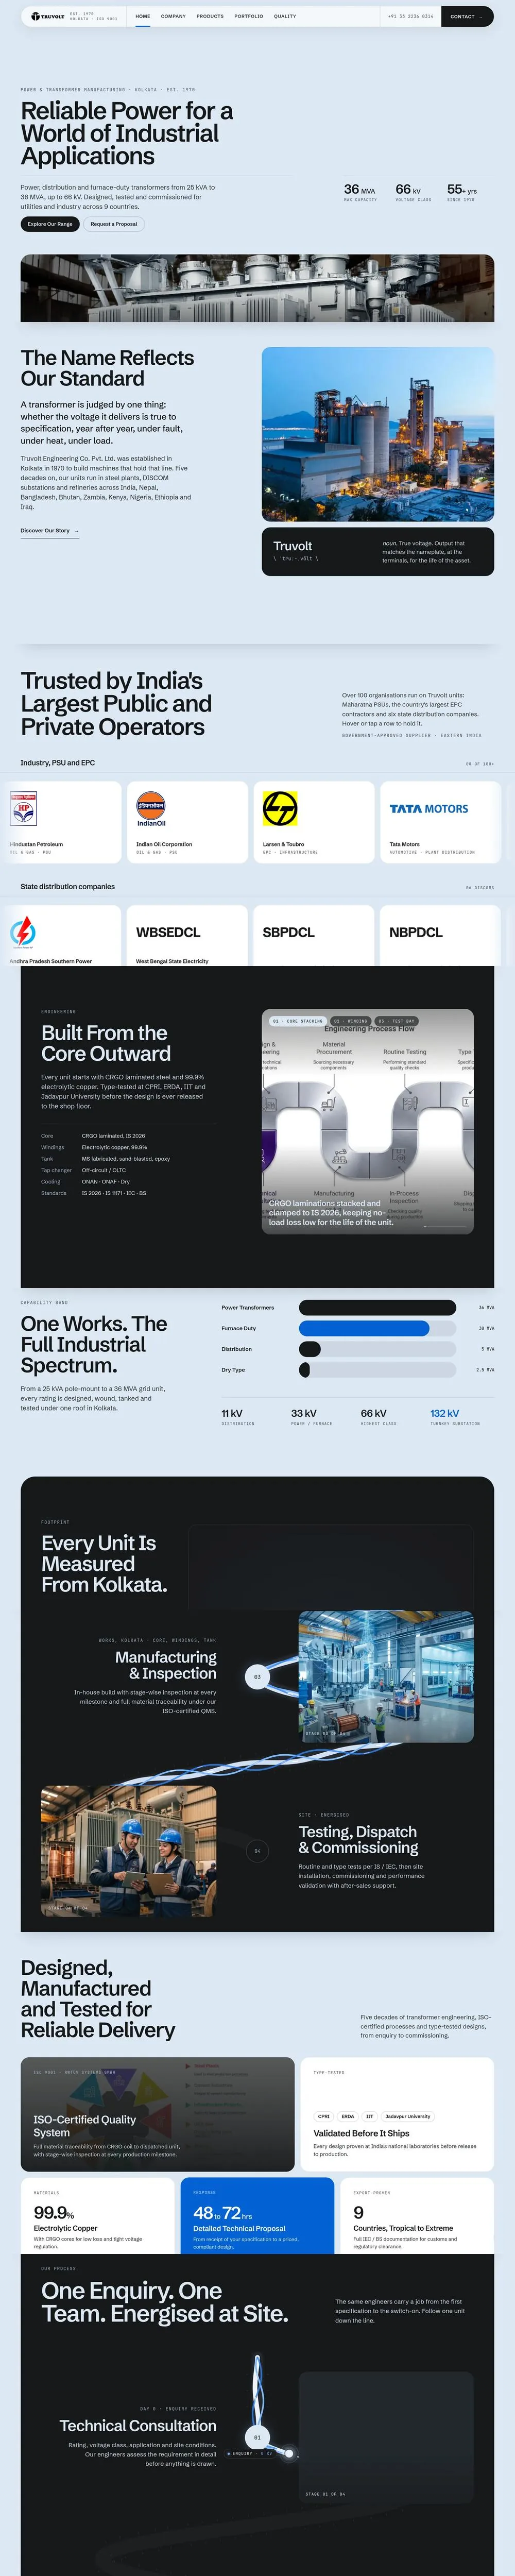 TRUVOLT
EST. 1970
KOLKATA · ISO 9001
HOME
COMPANY
PRODUCTS
PORTFOLIO
QUALITY
+91 33 2236 0314
CONTACT →
POWER & TRANSFORMER MANUFACTURING · KOLKATA · EST. 1970
Reliable Power for a
World of Industrial
Applications
Power, distribution and furnace-duty transformers from 25 kVA to
36 MVA, up to 66 kV. Designed, tested and commissioned for
utilities and industry across 9 countries.
36 MVA
MAX CAPACITY
66 kV
VOLTAGE CLASS
55+ yrs
SINCE 1970
Explore Our Range
Request a Proposal
The Name Reflects
Our Standard
A transformer is judged by one thing:
whether the voltage it delivers is true to
specification, year after year, under fault,
under heat, under load.
Truvolt Engineering Co. Pvt. Ltd. was established in
Kolkata in 1970 to build machines that hold that line. Five
decades on, our units run in steel plants, DISCOM
substations and refineries across India, Nepal,
Bangladesh, Bhutan, Zambia, Kenya, Nigeria, Ethiopia and
Iraq.
Discover Our Story →
Truvolt
noun. True voltage. Output that
matches the nameplate, at the
terminals, for the life of the asset.
Trusted by India's
Largest Public and
Private Operators
Over 100 organisations run on Truvolt units:
Maharatna PSUs, the country's largest EPC
contractors and six state distribution companies.
Hover or tap a row to hold it.
GOVERNMENT-APPROVED SUPPLIER · EASTERN INDIA
Industry, PSU and EPC
08 OF 100+
HP
इंडियनऑयल
IndianOil
TATA MOTORS
Hindustan Petroleum
OIL & GAS · PSU
Indian Oil Corporation
OIL & GAS · PSU
Larsen & Toubro
EPC · INFRASTRUCTURE
Tata Motors
AUTOMOTIVE · PLANT DISTRIBUTION
State distribution companies
06 DISCOMS
WBSEDCL
SBPDCL
NBPDCL
Andhra Pradesh Southern Power
West Bengal State Electricity
ENGINEERING
Built From the
Core Outward
Every unit starts with CRGO laminated steel and 99.9%
electrolytic copper. Type-tested at CPRI, ERDA, IIT and
Jadavpur University before the design is ever released
to the shop floor.
Core CRGO laminated, IS 2026
Windings Electrolytic copper, 99.9%
Tank MS fabricated, sand-blasted, epoxy
Tap changer Off-circuit / OLTC
Cooling ONAN · ONAF · Dry
Standards IS 2026 · IS 11171 · IEC · BS
01 · CORE STACKING
02 · WINDING
03 · TEST BAY
Engineering Process Flow
Material
Procurement
Sourcing necessary
components
Routine Testing
Performing standard
quality checks
Type
Manufacturing
In-Process
Inspection
Checking quality
during production
CRGO laminations stacked and
clamped to IS 2026, keeping no-
load loss low for the life of the unit.
CAPABILITY BAND
One Works. The
Full Industrial
Spectrum.
From a 25 kVA pole-mount to a 36 MVA grid unit,
every rating is designed, wound, tanked and
tested under one roof in Kolkata.
Power Transformers 36 MVA
Furnace Duty 30 MVA
Distribution 5 MVA
Dry Type 2.5 MVA
11 kV
DISTRIBUTION
33 kV
POWER / FURNACE
66 kV
HIGHEST CLASS
132 kV
TURNKEY SUBSTATION
FOOTPRINT
Every Unit Is
Measured
From Kolkata.
WORKS, KOLKATA · CORE, WINDINGS, TANK
Manufacturing
& Inspection
In-house build with stage-wise inspection at every
milestone and full material traceability under our
ISO-certified QMS.
03
STAGE 03 OF 04
04
STAGE 04 OF 04
SITE · ENERGISED
Testing, Dispatch
& Commissioning
Routine and type tests per IS / IEC, then site
installation, commissioning and performance
validation with after-sales support.
Designed,
Manufactured
and Tested for
Reliable Delivery
Five decades of transformer engineering, ISO-
certified processes and type-tested designs,
from enquiry to commissioning.
ISO-Certified Quality
System
Full material traceability from CRGO coil to dispatched unit,
with stage-wise inspection at every production milestone.
TYPE-TESTED
CPRI
ERDA
IIT
Jadavpur University
Validated Before It Ships
Every design proven at India's national laboratories before release
to production.
MATERIALS
99.9%
Electrolytic Copper
With CRGO cores for low loss and tight voltage
regulation.
RESPONSE
48 to 72 hrs
Detailed Technical Proposal
From receipt of your specification to a priced,
compliant design.
EXPORT-PROVEN
9
Countries, Tropical to Extreme
Full IEC / BS documentation for customs and
regulatory clearance.
OUR PROCESS
One Enquiry. One
Team. Energised at Site.
The same engineers carry a job from the first
specification to the switch-on. Follow one unit
down the line.
DAY 0 · ENQUIRY RECEIVED
Technical Consultation
Rating, voltage class, application and site conditions.
Our engineers assess the requirement in detail
before anything is drawn.
01
STAGE 01 OF 04